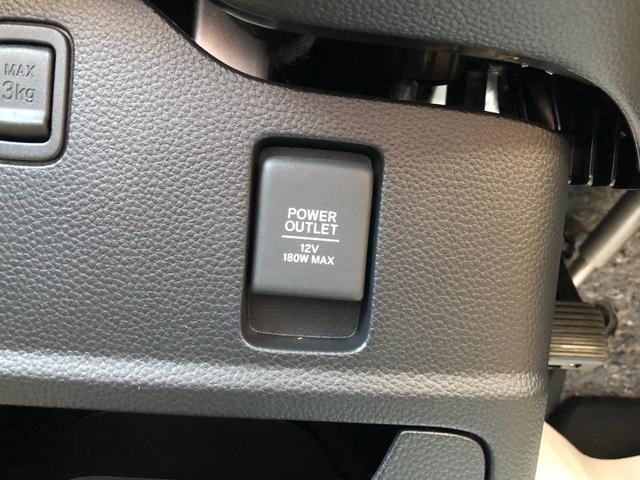 MAX
3kg
POWER
OUTLET
12V
180W MAX